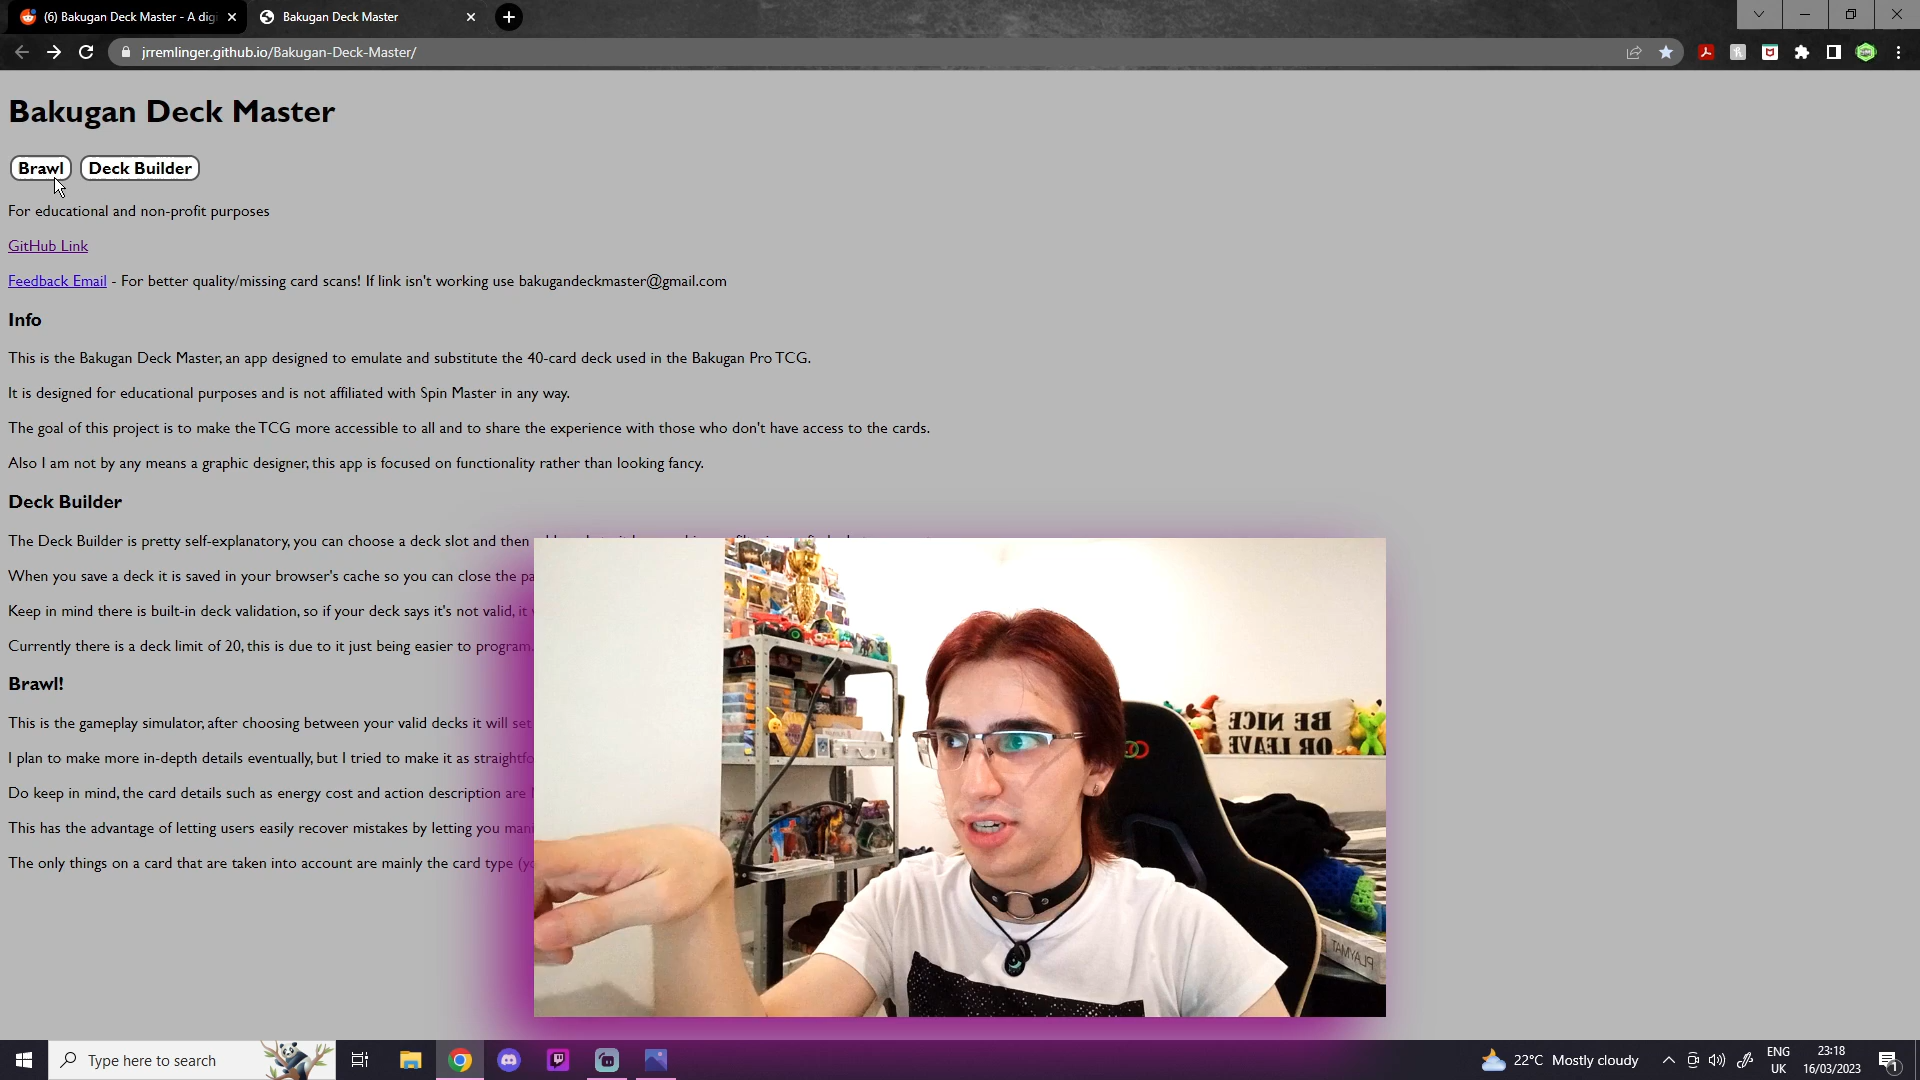 (6) Bakugan Deck Master - A dig
Bakugan Deck Master
jrremlinger.github.io/Bakugan-Deck-Master/
Bakugan Deck Master
Brawl
Deck Builder
For educational and non-profit purposes
GitHub Link
Feedback Email - For better quality/missing card scans! If link isn't working use bakugandeckmaster@gmail.com
Info
This is the Bakugan Deck Master, an app designed to emulate and substitute the 40-card deck used in the Bakugan Pro TCG.
It is designed for educational purposes and is not affiliated with Spin Master in any way.
The goal of this project is to make the TCG more accessible to all and to share the experience with those who don't have access to the cards.
Also I am not by any means a graphic designer, this app is focused on functionality rather than looking fancy.
Deck Builder
The Deck Builder is pretty self-explanatory, you can choose a deck slot and then
When you save a deck it is saved in your browser's cache so you can close the pa
Keep in mind there is built-in deck validation, so if your deck says it's not valid, it
Currently there is a deck limit of 20, this is due to it just being easier to program.
Brawl!
This is the gameplay simulator, after choosing between your valid decks it will set
I plan to make more in-depth details eventually, but I tried to make it as straightfo
Do keep in mind, the card details such as energy cost and action description are
This has the advantage of letting users easily recover mistakes by letting you mani
The only things on a card that are taken into account are mainly the card type (yo
BE NICE
OR LEAVE
PLAYMAT
Type here to search
22°C Mostly cloudy
ENG
UK
23:18
16/03/2023
1